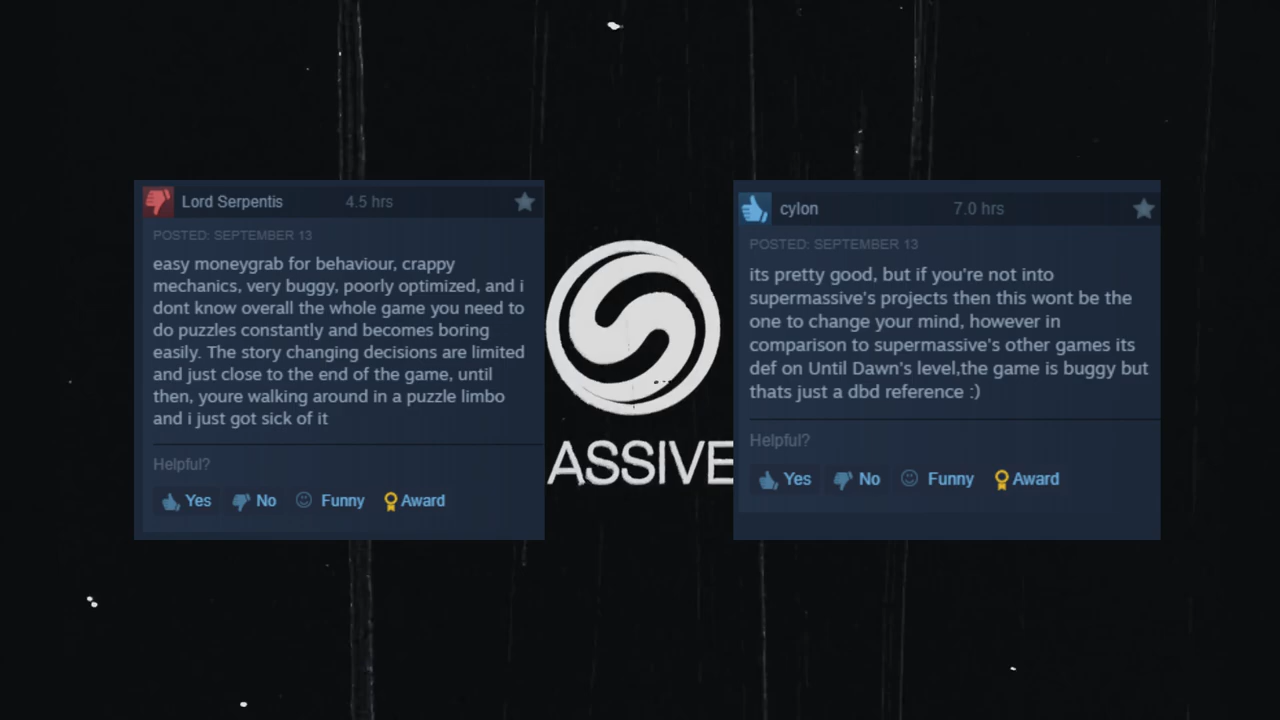 Lord Serpentis 4.5 hrs
POSTED: SEPTEMBER 13
easy moneygrab for behaviour, crappy
mechanics, very buggy, poorly optimized, and i
dont know overall the whole game you need to
do puzzles constantly and becomes boring
easily. The story changing decisions are limited
and just close to the end of the game, until
then, youre walking around in a puzzle limbo
and i just got sick of it
Helpful?
Yes No Funny Award
ASSIVE
cylon 7.0 hrs
POSTED: SEPTEMBER 13
its pretty good, but if you're not into
supermassive's projects then this wont be the
one to change your mind, however in
comparison to supermassive's other games its
def on Until Dawn's level,the game is buggy but
thats just a dbd reference :)
Helpful?
Yes No Funny Award